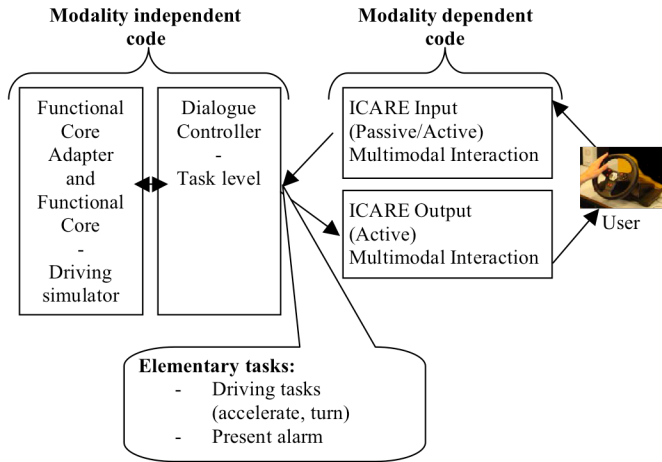 Modality independent
code
Modality dependent
code
Functional
Core
Adapter
and
Functional
Core
-
Driving
simulator
Dialogue
Controller
-
Task level
ICARE Input
(Passive/Active)
Multimodal Interaction
ICARE Output
(Active)
Multimodal Interaction
User
Elementary tasks:
- Driving tasks
(accelerate, turn)
- Present alarm